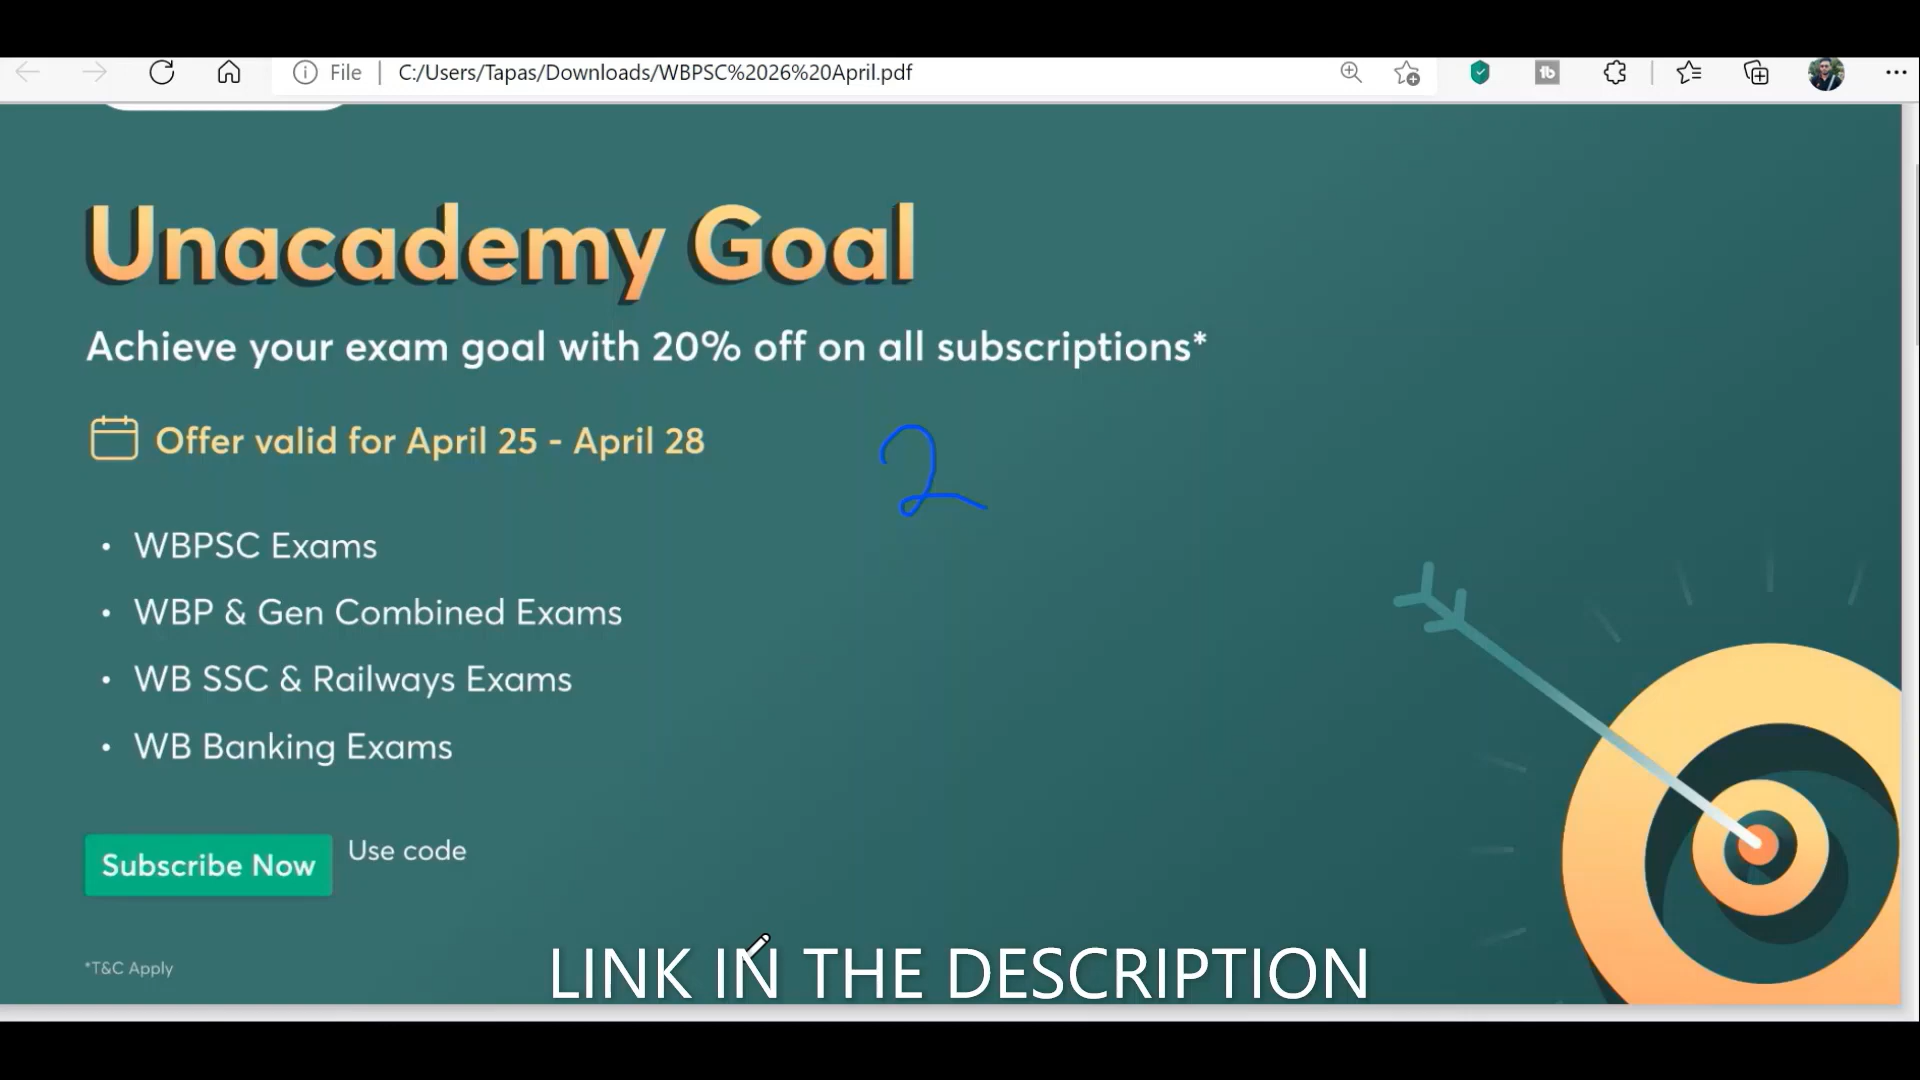 File | C:/Users/Tapas/Downloads/WBPSC%2026%20April.pdf
Unacademy Goal
Achieve your exam goal with 20% off on all subscriptions*
Offer valid for April 25 - April 28
2
• WBPSC Exams
• WBP & Gen Combined Exams
• WB SSC & Railways Exams
• WB Banking Exams
Subscribe Now Use code
*T&C Apply
LINK IN THE DESCRIPTION